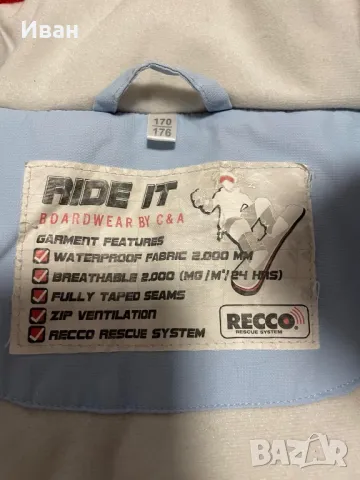 Иван
170
176
RIDE IT
BOARDWEAR BY C&A
GARMENT FEATURES
WATERPROOF FABRIC 2.000 MM
BREATHABLE 2.000 (MG/M²/24 HRS)
FULLY TAPED SEAMS
ZIP VENTILATION
RECCO RESCUE SYSTEM
RECCO
RESCUE SYSTEM
bazar